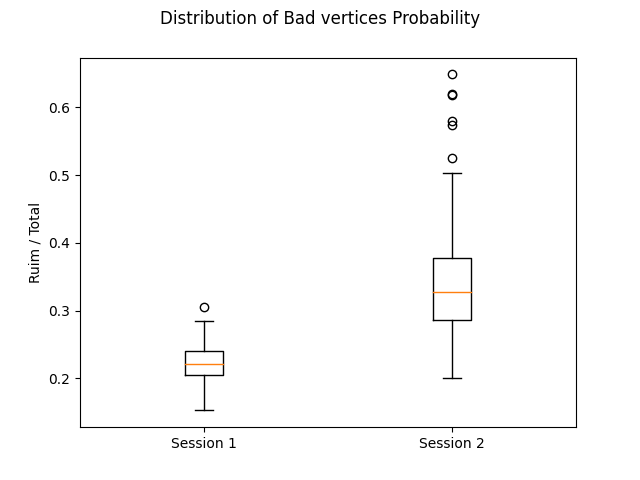 Distribution of Bad vertices Probability
Ruim / Total
0.6
0.5
0.4
0.3
0.2
Session 1
Session 2